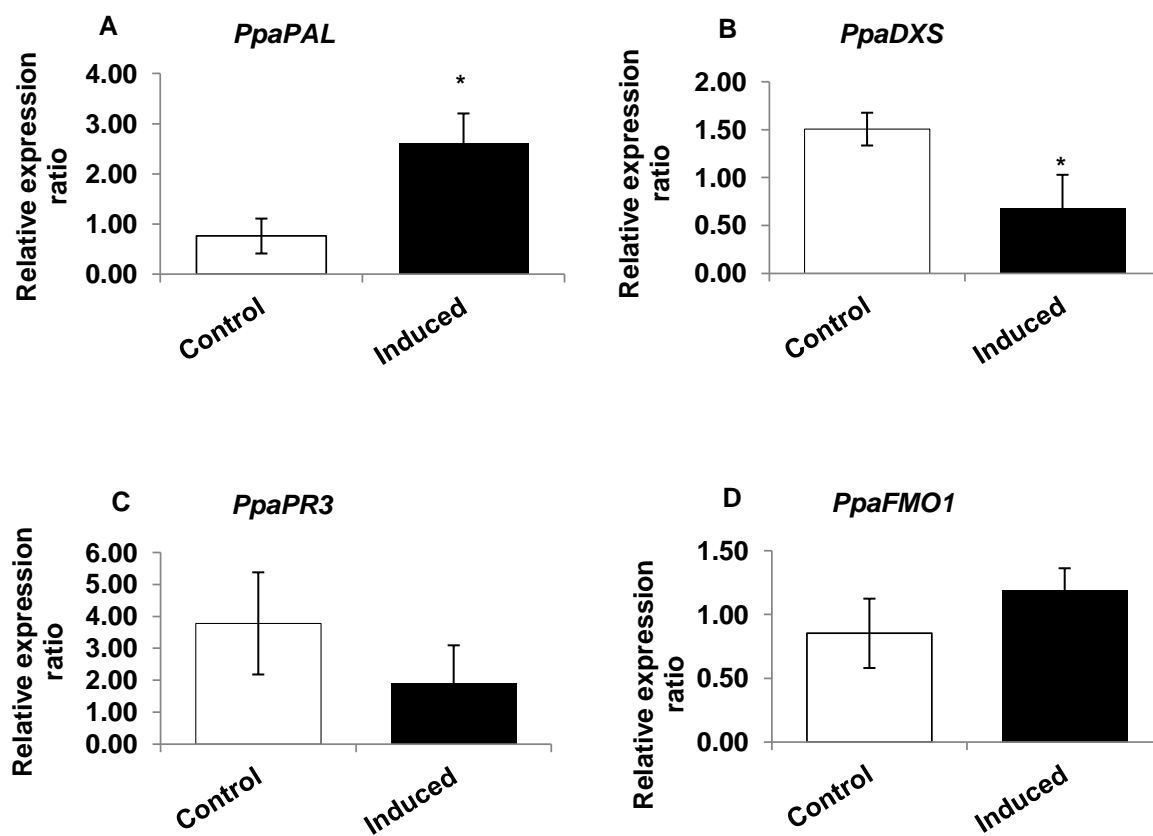 A
PpaPAL
Relative expression
ratio
4.00
3.00
2.00
1.00
0.00
*
Control
Induced
B
PpaDXS
Relative expression
ratio
2.00
1.50
1.00
0.50
0.00
*
Control
Induced
C
PpaPR3
Relative expression
ratio
6.00
5.00
4.00
3.00
2.00
1.00
0.00
Control
Induced
D
PpaFMO1
Relative expression
ratio
1.50
1.00
0.50
0.00
Control
Induced